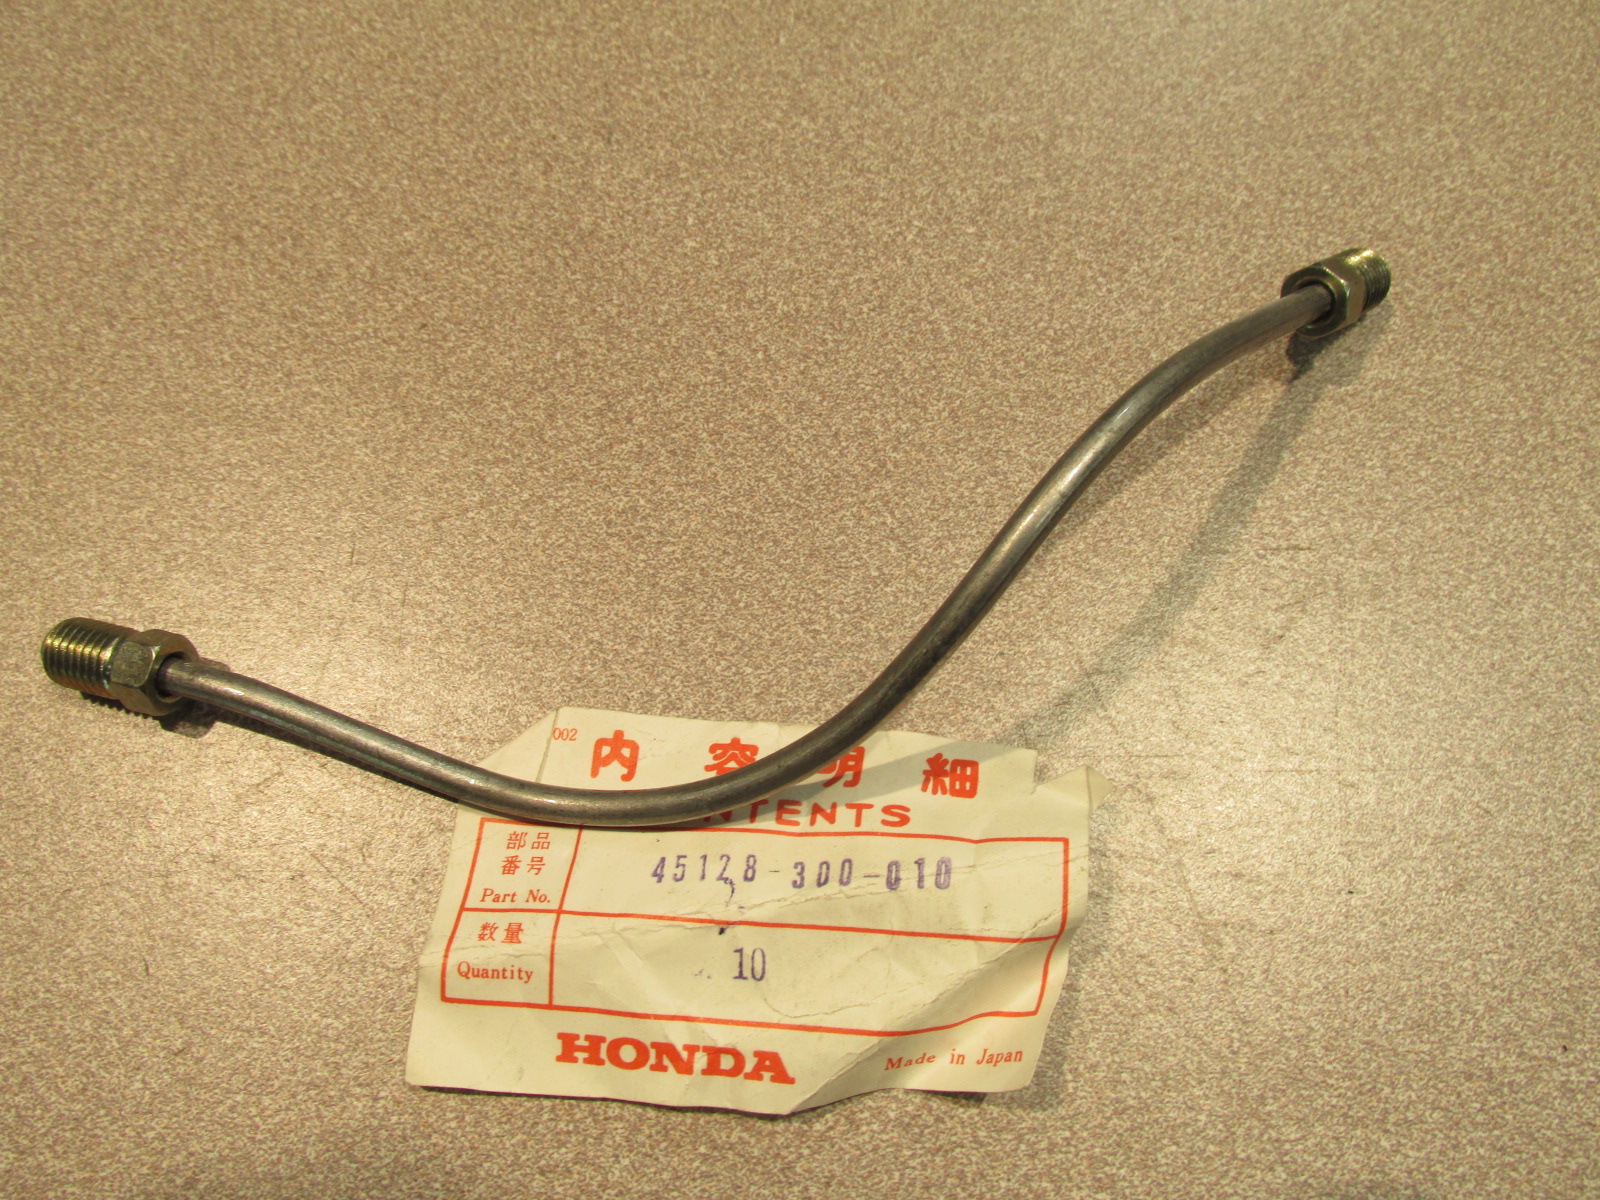 002
内容明細
NTENTS
部品
番号
Part No.
45128-300-010
数量
Quantity
10
HONDA
Made in Japan